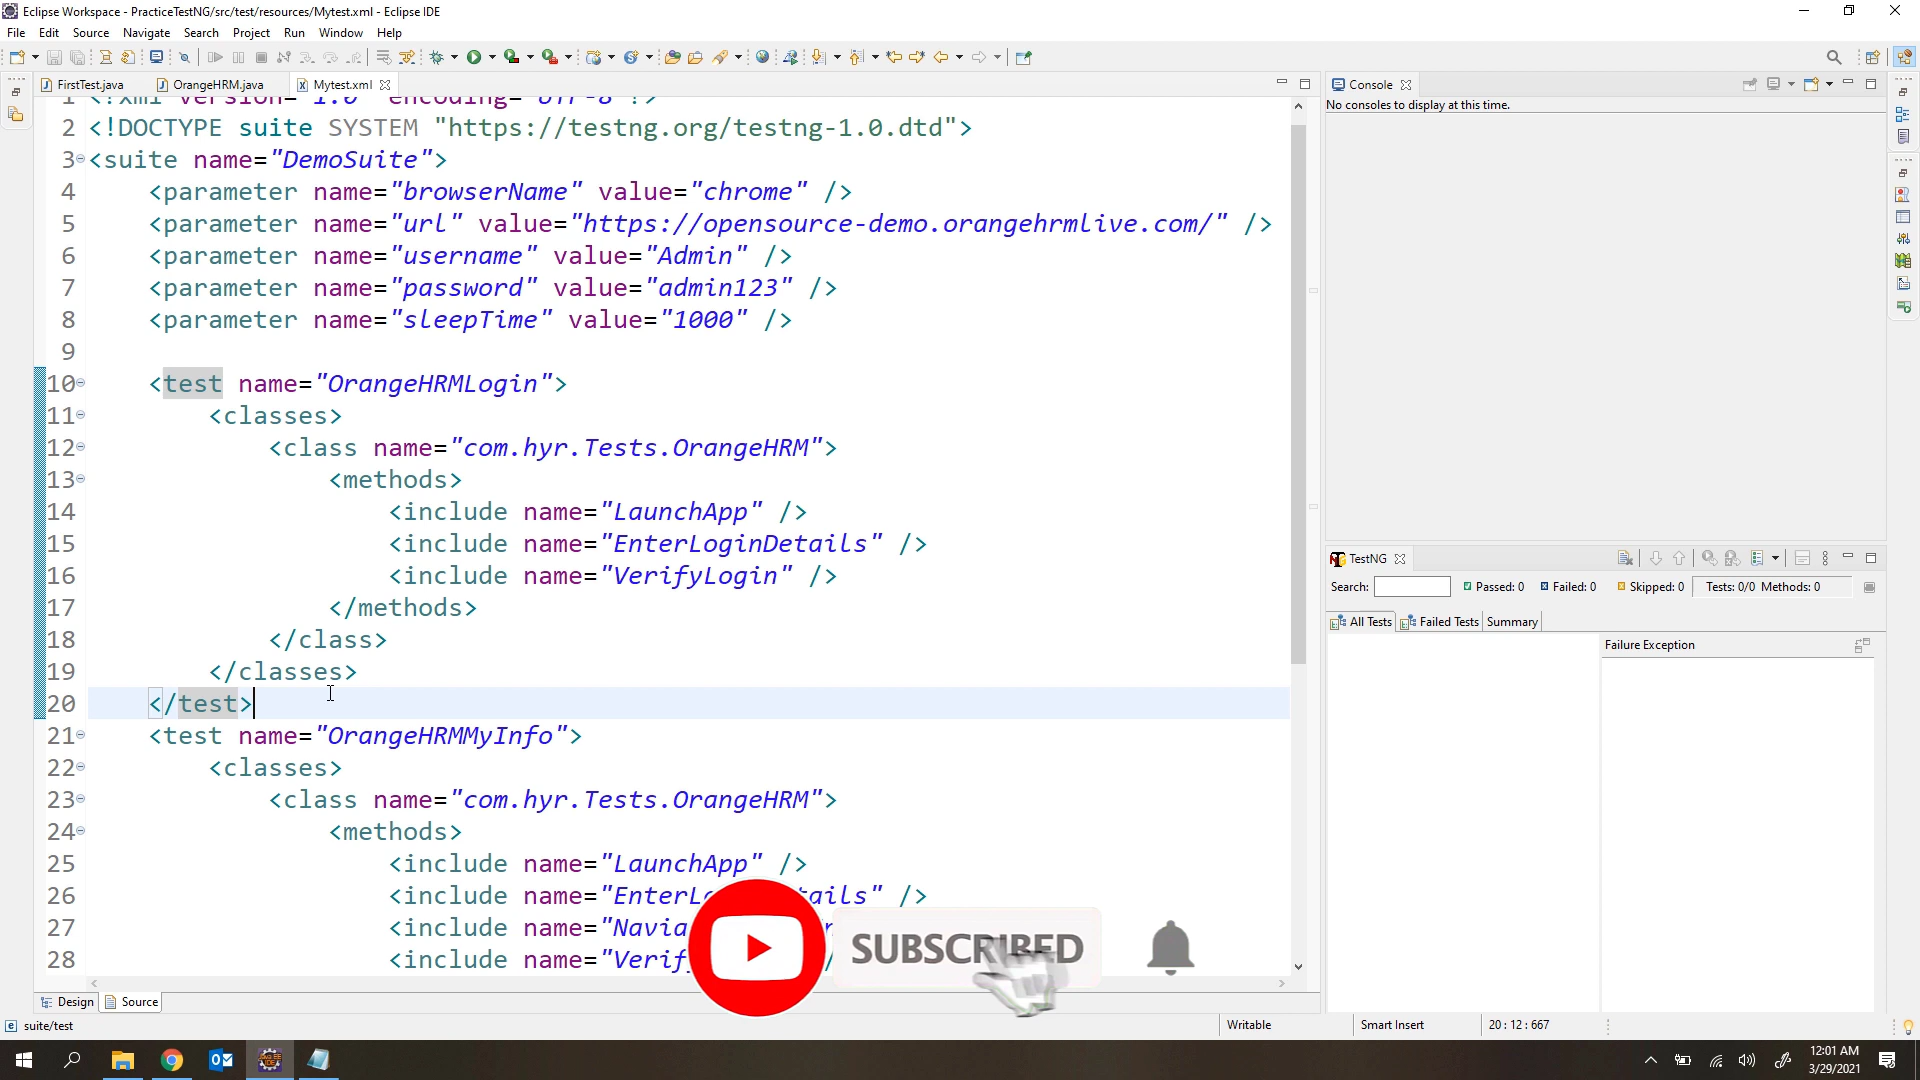 Eclipse Workspace - PracticeTestNG/src/test/resources/Mytest.xml - Eclipse IDE
File Edit Source Navigate Search Project Run Window Help
FirstTest.java OrangeHRM.java Mytest.xml
1 <?xml version="1.0" encoding="UTF-8"?>
2 <!DOCTYPE suite SYSTEM "https://testng.org/testng-1.0.dtd">
3 <suite name="DemoSuite">
4 <parameter name="browserName" value="chrome" />
5 <parameter name="url" value="https://opensource-demo.orangehrmlive.com/" />
6 <parameter name="username" value="Admin" />
7 <parameter name="password" value="admin123" />
8 <parameter name="sleepTime" value="1000" />
9
10 <test name="OrangeHRMLogin">
11 <classes>
12 <class name="com.hyr.Tests.OrangeHRM">
13 <methods>
14 <include name="LaunchApp" />
15 <include name="EnterLoginDetails" />
16 <include name="VerifyLogin" />
17 </methods>
18 </class>
19 </classes>
20 </test>
21 <test name="OrangeHRMMyInfo">
22 <classes>
23 <class name="com.hyr.Tests.OrangeHRM">
24 <methods>
25 <include name="LaunchApp" />
26 <include name="EnterL ails" />
27 <include
28 <include
SUBSCRIBED
Design Source
suite/test
Writable Smart Insert 20 : 12 : 667
Console
No consoles to display at this time.
TestNG
Search: Passed: 0 Failed: 0 Skipped: 0 Tests: 0/0 Methods: 0
All Tests Failed Tests Summary
Failure Exception
12:01 AM
3/29/2021